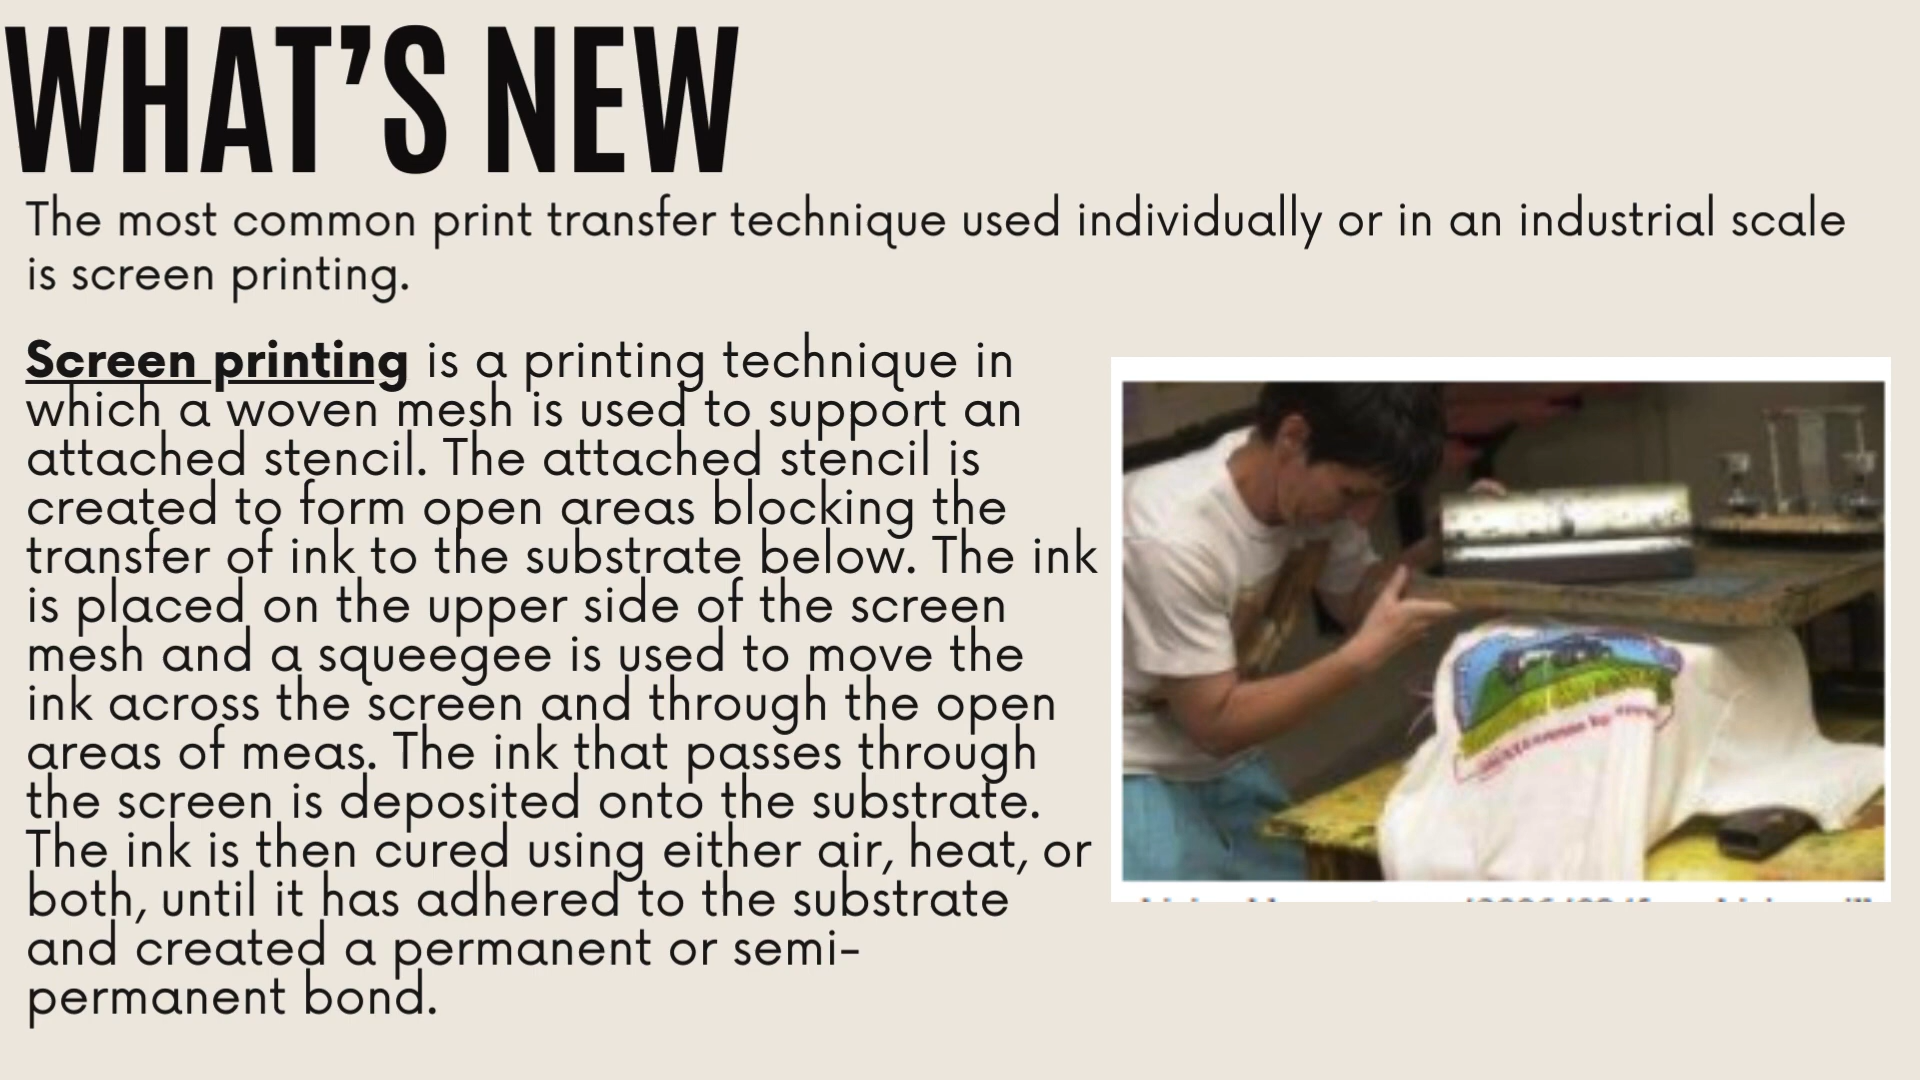 WHAT'S NEW
The most common print transfer technique used individually or in an industrial scale
is screen printing.
Screen printing is a printing technique in
which a woven mesh is used to support an
attached stencil. The attached stencil is
created to form open areas blocking the
transfer of ink to the substrate below. The ink
is placed on the upper side of the screen
mesh and a squeegee is used to move the
ink across the screen and through the open
areas of meas. The ink that passes through
the screen is deposited onto the substrate.
The ink is then cured using either air, heat, or
both, until it has adhered to the substrate
and created a permanent or semi-
permanent bond.